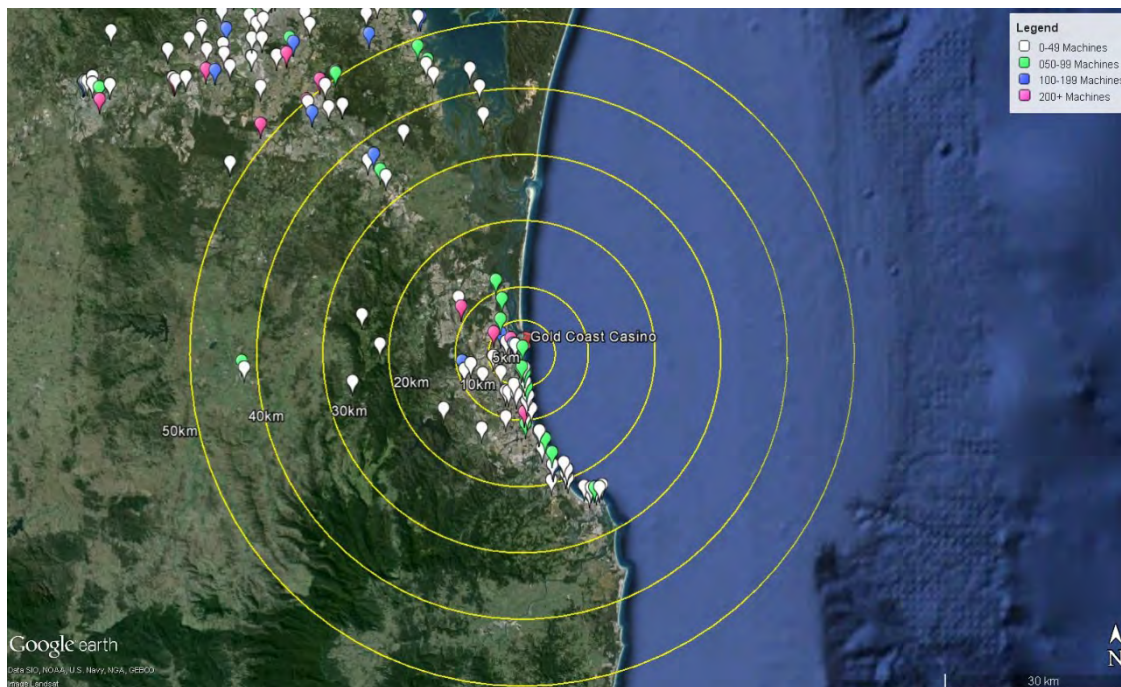 Legend
0-49 Machines
050-99 Machines
100-199 Machines
200+ Machines
Gold Coast Casino
5km
10km
20km
30km
40km
50km
Google earth
Data SIO, NOAA, U.S. Navy, NGA, GEBCO
Image Landsat
N
30 km